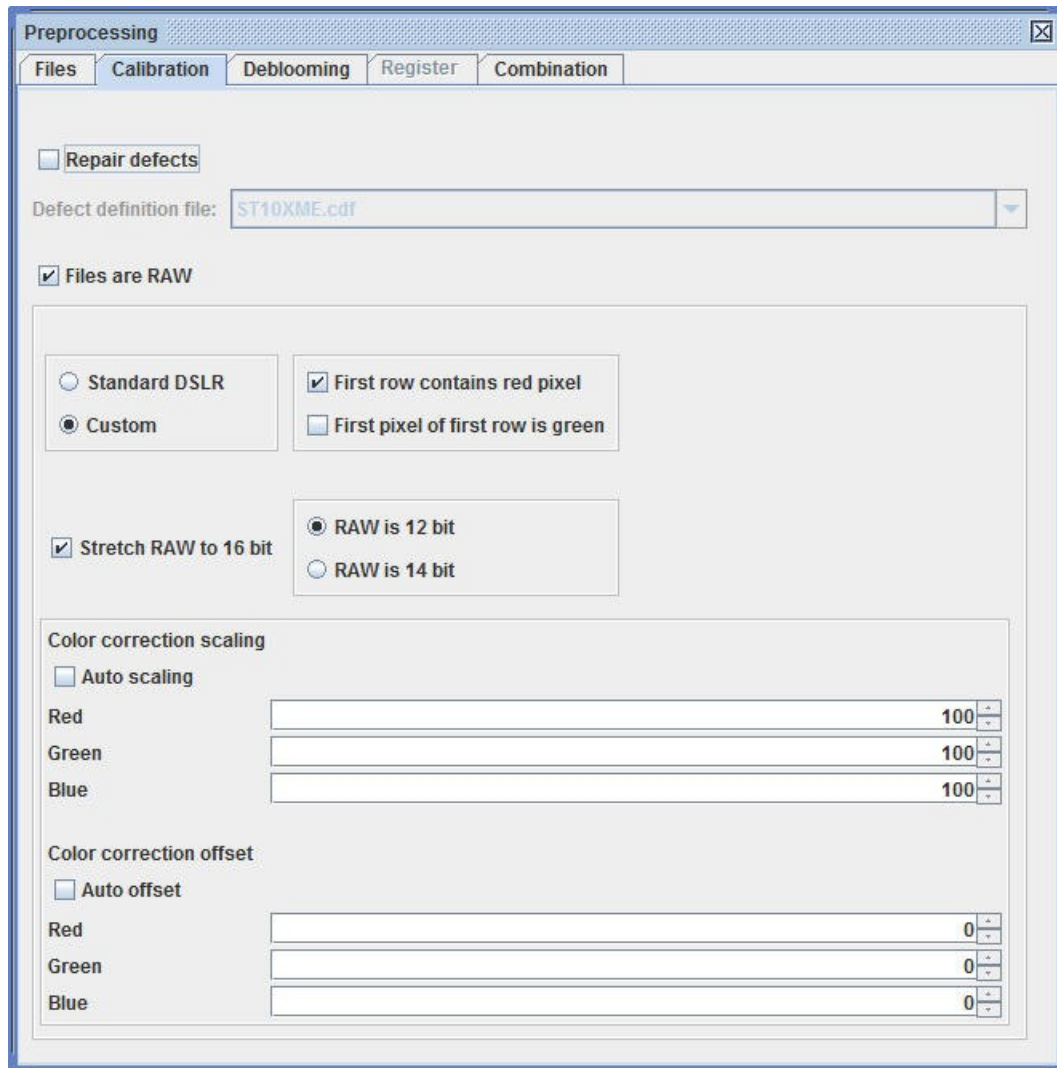 Preprocessing
Files Calibration Deblooming Register Combination
Repair defects
Defect definition file: ST10XME.cdf
Files are RAW
Standard DSLR
Custom
First row contains red pixel
First pixel of first row is green
Stretch RAW to 16 bit
RAW is 12 bit
RAW is 14 bit
Color correction scaling
Auto scaling
Red 100
Green 100
Blue 100
Color correction offset
Auto offset
Red 0
Green 0
Blue 0